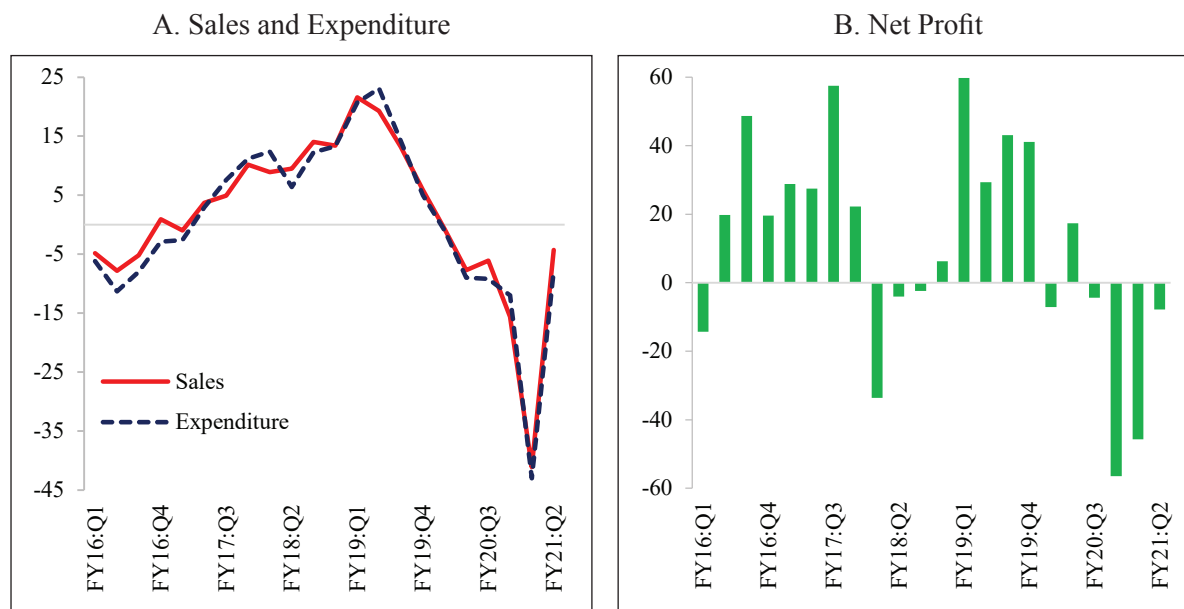 A. Sales and Expenditure
25
15
5
-5
-15
-25
-35
-45
Sales
Expenditure
FY16:Q1
FY16:Q4
FY17:Q3
FY18:Q2
FY19:Q1
FY19:Q4
FY20:Q3
FY21:Q2
B. Net Profit
60
40
20
0
-20
-40
-60
FY16:Q1
FY16:Q4
FY17:Q3
FY18:Q2
FY19:Q1
FY19:Q4
FY20:Q3
FY21:Q2